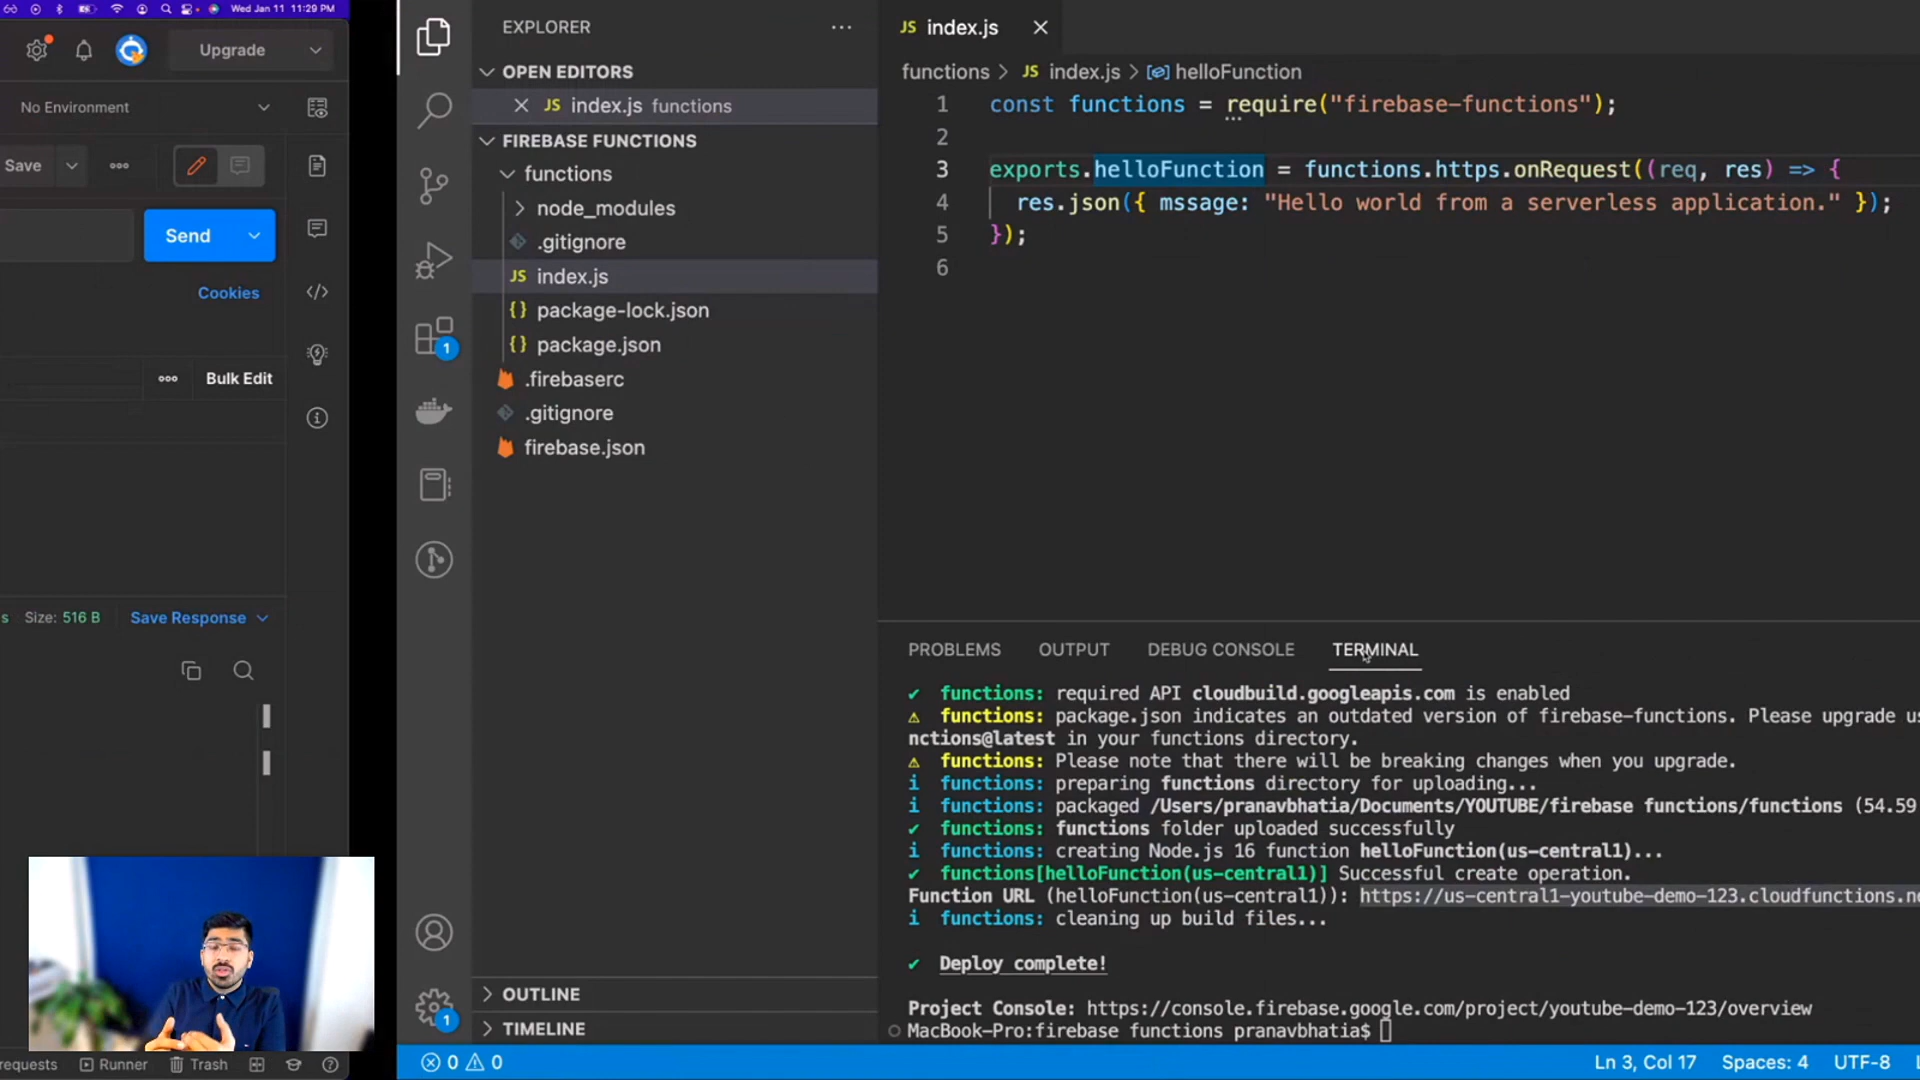 Wed Jan 11 11:29 PM
Upgrade
No Environment
Save
Send
Cookies
Bulk Edit
Size: 516 B Save Response
requests Runner Trash
EXPLORER
OPEN EDITORS
JS index.js functions
FIREBASE FUNCTIONS
functions
node_modules
.gitignore
JS index.js
{} package-lock.json
{} package.json
.firebaserc
.gitignore
firebase.json
1
1
OUTLINE
TIMELINE
JS index.js
functions > JS index.js > helloFunction
1 const functions = require("firebase-functions");
2
3 exports.helloFunction = functions.https.onRequest((req, res) => {
4 res.json({ mssage: "Hello world from a serverless application." });
5 });
6
PROBLEMS OUTPUT DEBUG CONSOLE TERMINAL
✔ functions: required API cloudbuild.googleapis.com is enabled
⚠ functions: package.json indicates an outdated version of firebase-functions. Please upgrade us
nctions@latest in your functions directory.
⚠ functions: Please note that there will be breaking changes when you upgrade.
i functions: preparing functions directory for uploading...
i functions: packaged /Users/pranavbhatia/Documents/YOUTUBE/firebase functions/functions (54.59
✔ functions: functions folder uploaded successfully
i functions: creating Node.js 16 function helloFunction(us-central1)...
✔ functions[helloFunction(us-central1)] Successful create operation.
Function URL (helloFunction(us-central1)): https://us-central1-youtube-demo-123.cloudfunctions.ne
i functions: cleaning up build files...
✔ Deploy complete!
Project Console: https://console.firebase.google.com/project/youtube-demo-123/overview
MacBook-Pro:firebase functions pranavbhatia$
0 0
Ln 3, Col 17 Spaces: 4 UTF-8